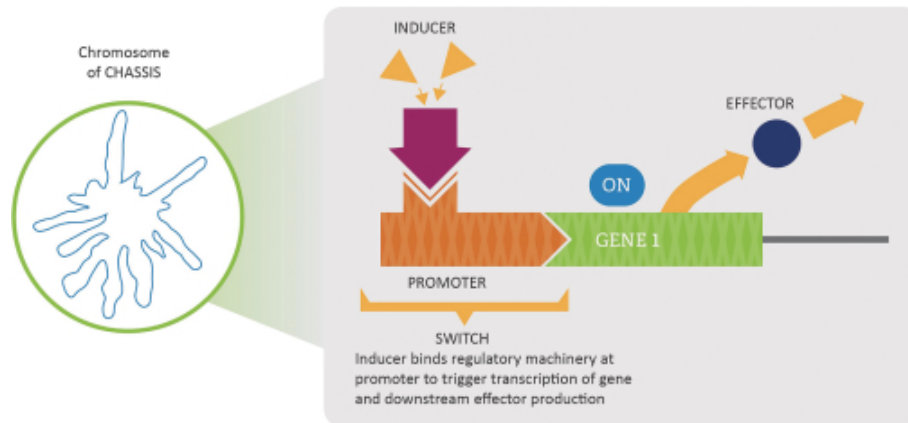 Chromosome
of CHASSIS
INDUCER
EFFECTOR
ON
GENE 1
PROMOTER
SWITCH
Inducer binds regulatory machinery at
promoter to trigger transcription of gene
and downstream effector production